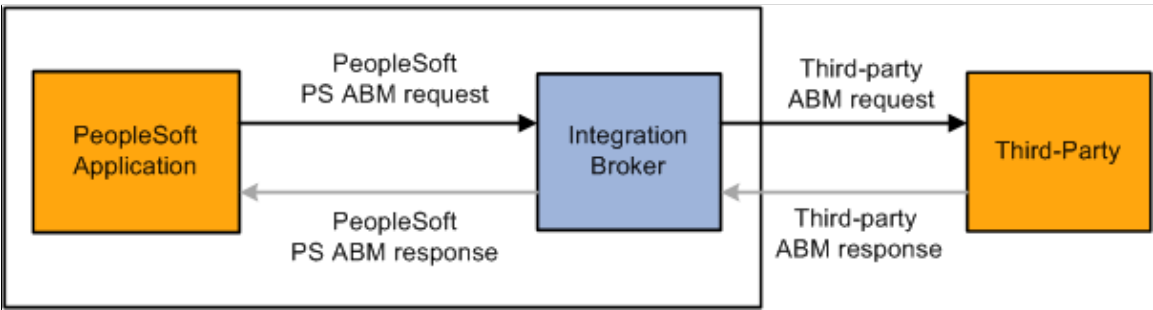 PeopleSoft
PS ABM request
Third-party
ABM request
PeopleSoft
Application
Integration
Broker
Third-Party
PeopleSoft
PS ABM response
Third-party
ABM response